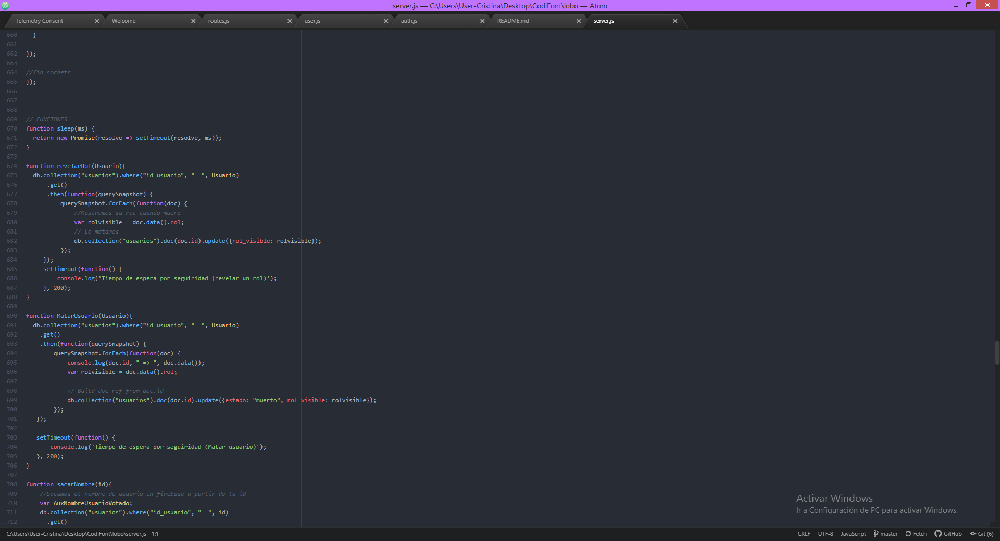 server.js — C:\Users\User-Cristina\Desktop\CodiFont\lobo — Atom
Telemetry Consent
Welcome
routes.js
user.js
auth.js
README.md
server.js
660 }
661
662 });
663
664 //fin sockets
665 });
666
667
668
669 // FUNCIONES ======================================================================
670 function sleep(ms) {
671 return new Promise(resolve => setTimeout(resolve, ms));
672 }
673
674 function revelarRol(Usuario){
675 db.collection("usuarios").where("id_usuario", "==", Usuario)
676 .get()
677 .then(function(querySnapshot) {
678 querySnapshot.forEach(function(doc) {
679 //Mostramos su rol cuando muere
680 var rolvisible = doc.data().rol;
681 // Lo matamos
682 db.collection("usuarios").doc(doc.id).update({rol_visible: rolvisible});
683 });
684 });
685 setTimeout(function() {
686 console.log('Tiempo de espera por seguiridad (revelar un rol)');
687 }, 200);
688 }
689
690 function MatarUsuario(Usuario){
691 db.collection("usuarios").where("id_usuario", "==", Usuario)
692 .get()
693 .then(function(querySnapshot) {
694 querySnapshot.forEach(function(doc) {
695 console.log(doc.id, " => ", doc.data());
696 var rolvisible = doc.data().rol;
697
698 // Build doc ref from doc.id
699 db.collection("usuarios").doc(doc.id).update({estado: "muerto", rol_visible: rolvisible});
700 });
701 });
702
703 setTimeout(function() {
704 console.log('Tiempo de espera por seguiridad (Matar usuario)');
705 }, 200);
706 }
707
708 function sacarNombre(id){
709 //Sacamos el nombre de usuario en firebase a partir de la id
710 var AuxNombreUsuarioVotado;
711 db.collection("usuarios").where("id_usuario", "==", id)
712 .get()
Activar Windows
Ir a Configuración de PC para activar Windows.
C:\Users\User-Cristina\Desktop\CodiFont\lobo\server.js 1:1
CRLF UTF-8 JavaScript master Fetch GitHub Git (6)